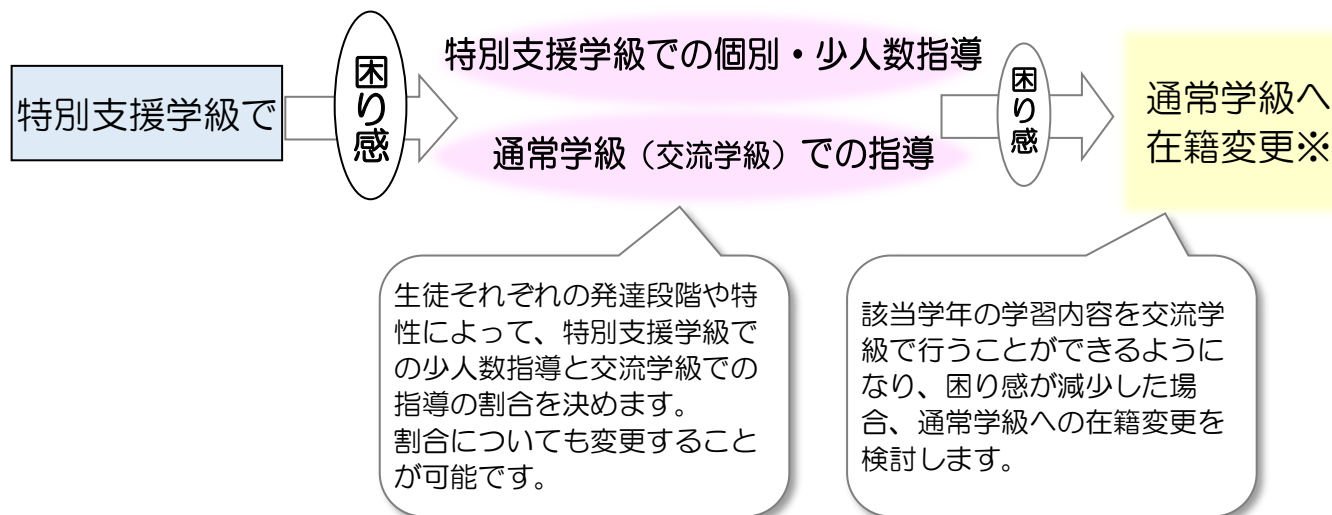 特別支援学級で
困り感
特別支援学級での個別・少人数指導
通常学級（交流学級）での指導
困り感
通常学級へ
在籍変更※
生徒それぞれの発達段階や特
性によって、特別支援学級で
の少人数指導と交流学級での
指導の割合を決めます。
割合についても変更すること
が可能です。
該当学年の学習内容を交流学
級で行うことができるように
なり、困り感が減少した場
合、通常学級への在籍変更を
検討します。